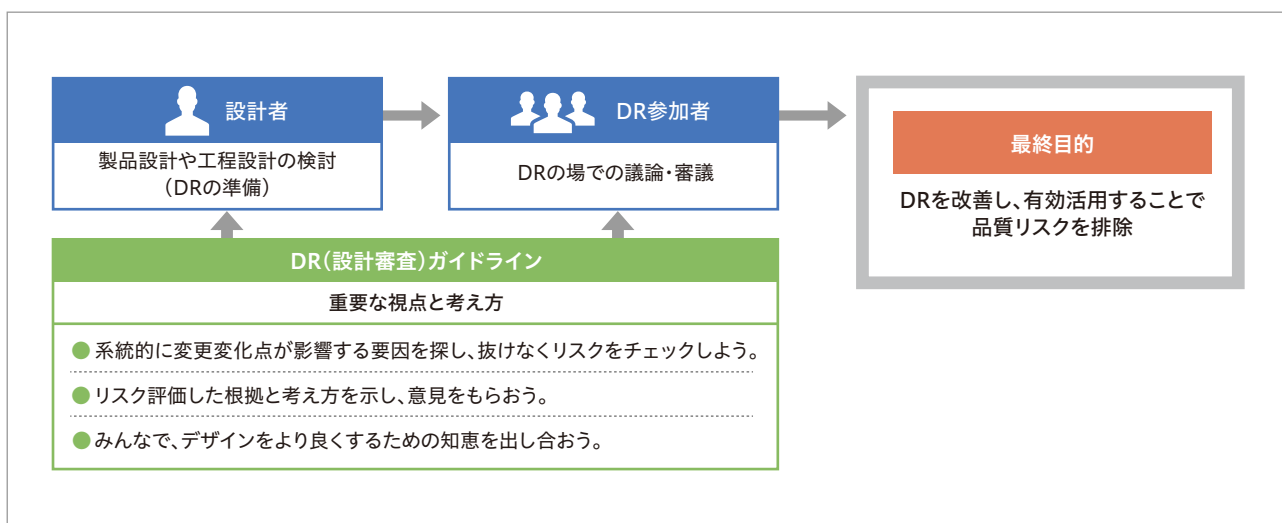 設計者
製品設計や工程設計の検討
（DRの準備）
DR参加者
DRの場での議論・審議
最終目的
DRを改善し、有効活用することで
品質リスクを排除
DR（設計審査）ガイドライン
重要な視点と考え方
●系統的に変更変化点が影響する要因を探し、抜けなくリスクをチェックしよう。
●リスク評価した根拠と考え方を示し、意見をもらおう。
●みんなで、デザインをより良くするための知恵を出し合おう。